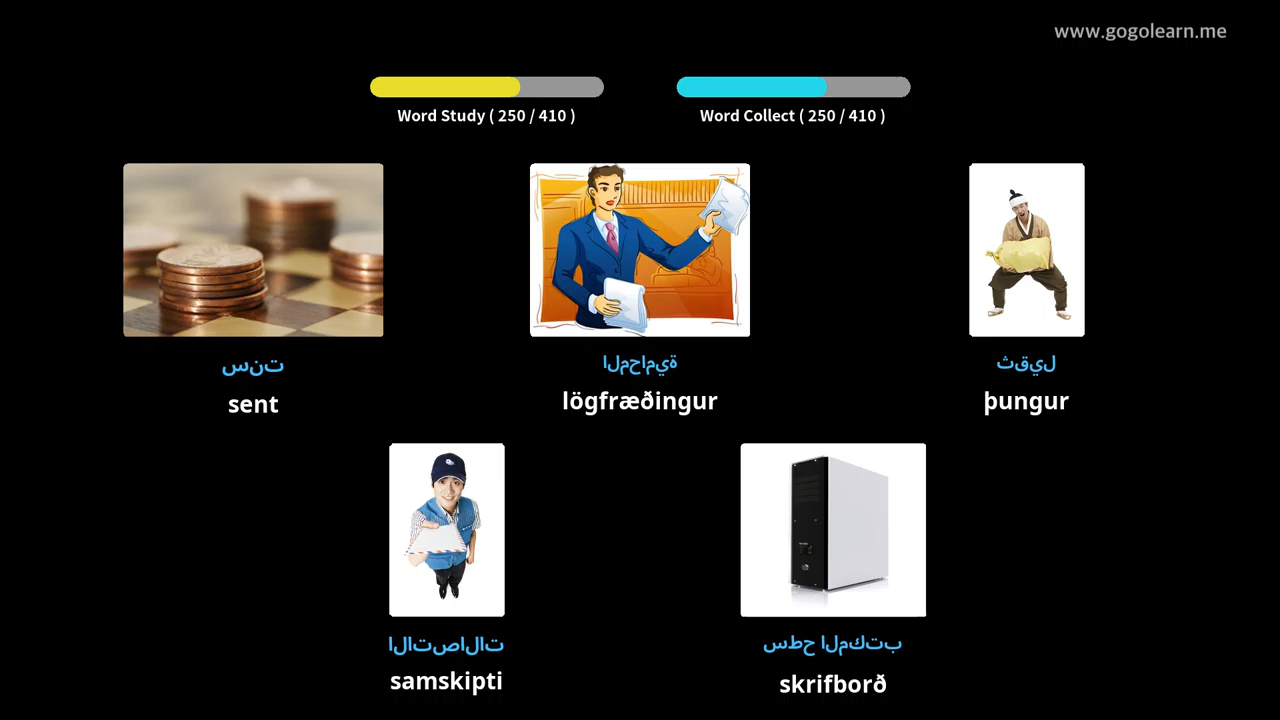 www.gogolearn.me
Word Study ( 250 / 410 )
Word Collect ( 250 / 410 )
سنت
المحامية
ثقيل
sent
lögfræðingur
þungur
الاتصالات
سطح المكتب
samskipti
skrifborð